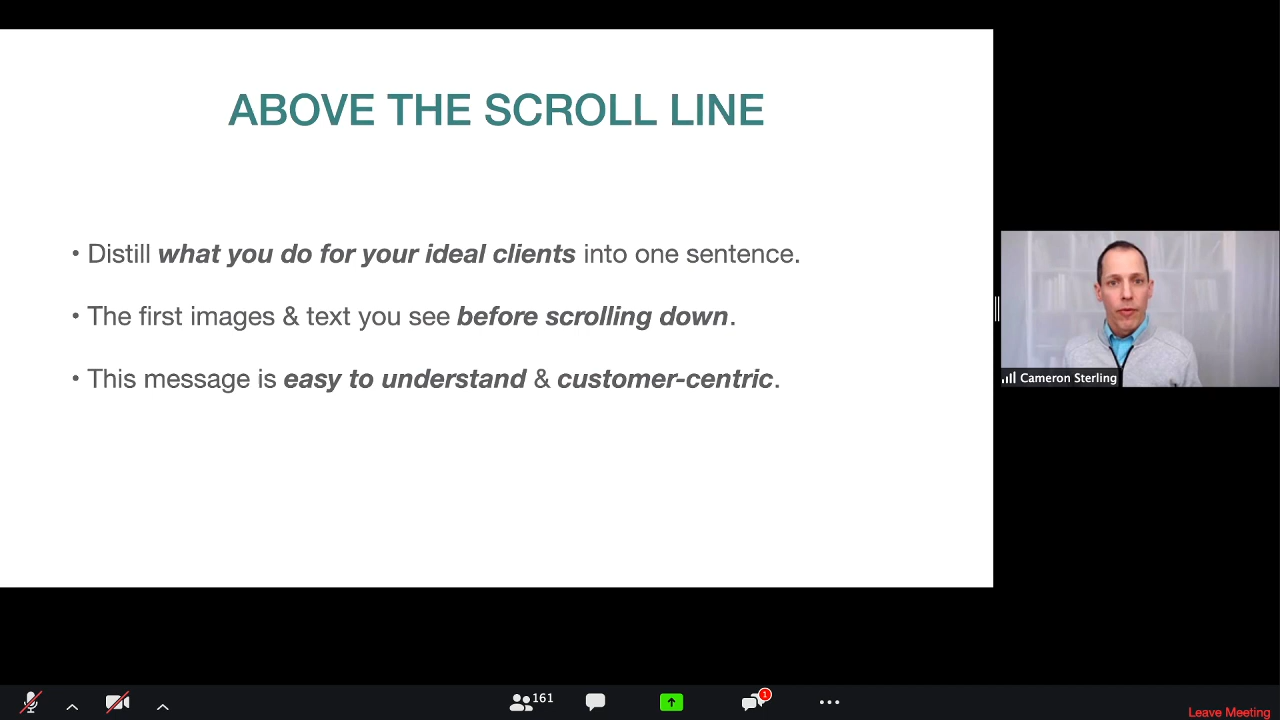 ABOVE THE SCROLL LINE
• Distill what you do for your ideal clients into one sentence.
• The first images & text you see before scrolling down.
• This message is easy to understand & customer-centric.
Cameron Sterling
161
1
Leave Meeting